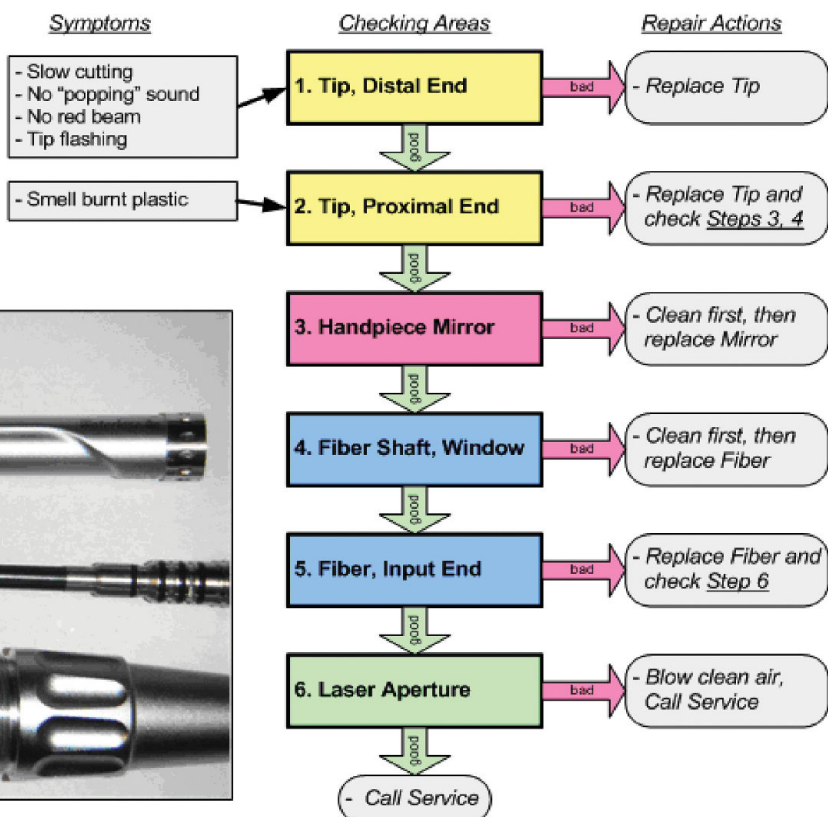 Symptoms
Checking Areas
Repair Actions
- Slow cutting
- No “popping” sound
- No red beam
- Tip flashing
1. Tip, Distal End
bad
- Replace Tip
good
- Smell burnt plastic
2. Tip, Proximal End
bad
- Replace Tip and
check Steps 3, 4
good
3. Handpiece Mirror
bad
- Clean first, then
replace Mirror
good
4. Fiber Shaft, Window
bad
- Clean first, then
replace Fiber
good
5. Fiber, Input End
bad
- Replace Fiber and
check Step 6
good
6. Laser Aperture
bad
- Blow clean air,
Call Service
good
- Call Service